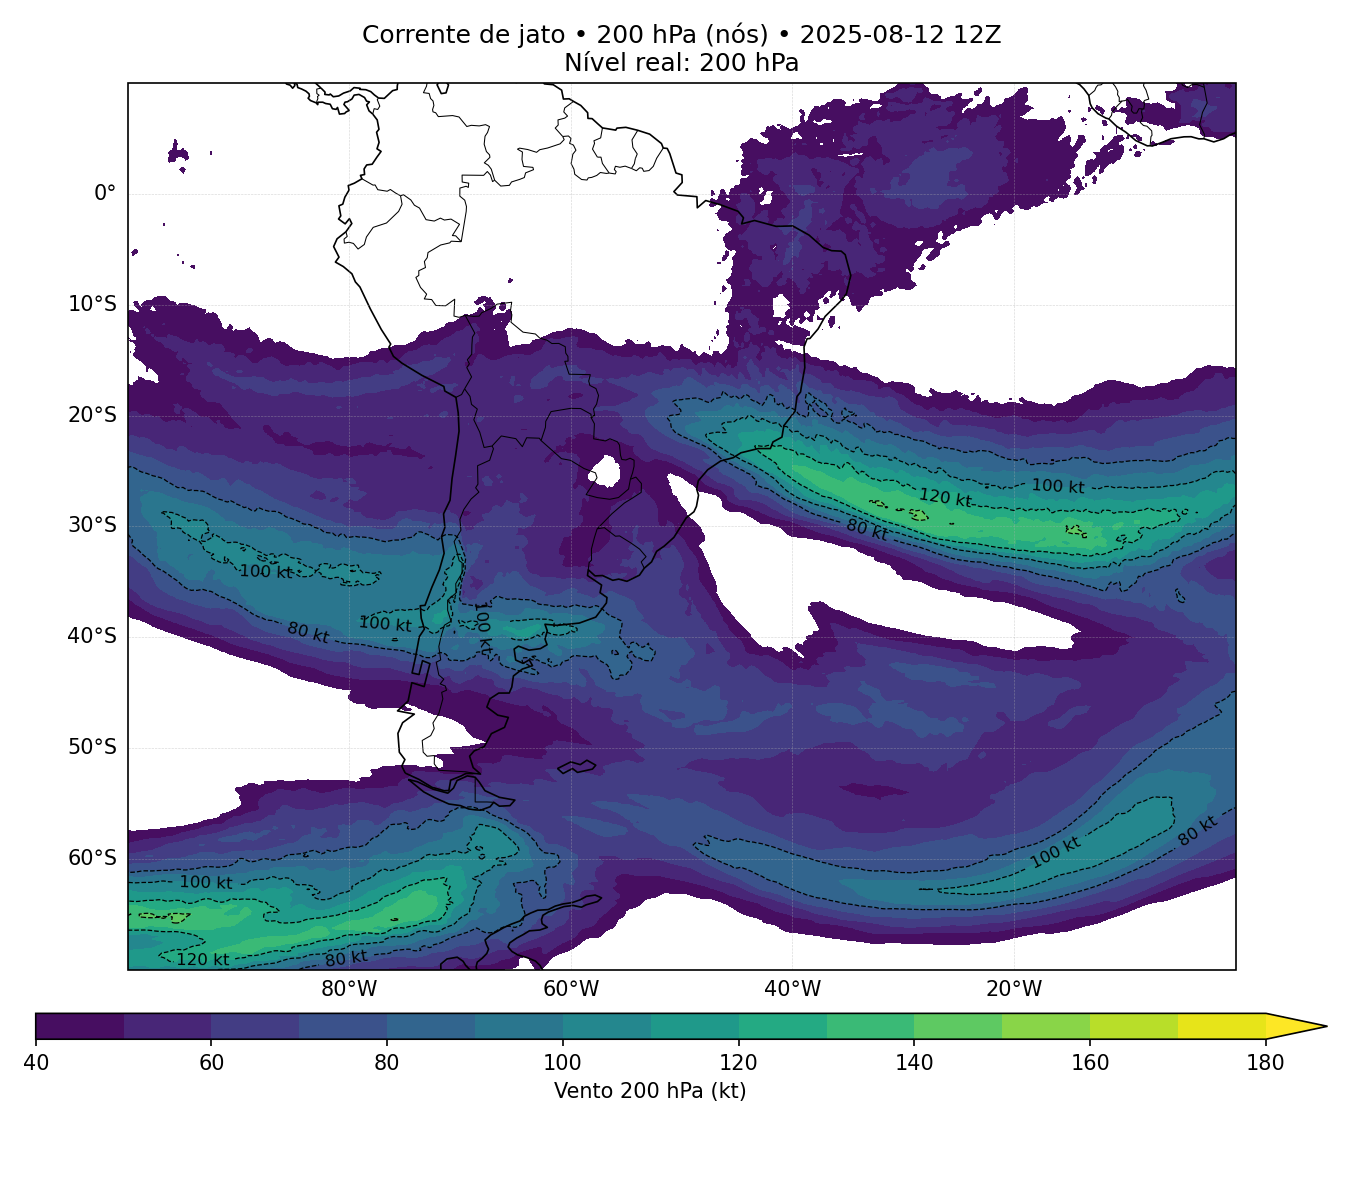 Corrente de jato • 200 hPa (nós) • 2025-08-12 12Z
Nível real: 200 hPa
0°
10°S
20°S
30°S
40°S
50°S
60°S
120 kt
100 kt
80 kt
100 kt
100 kt
100 kt
80 kt
100 kt
80 kt
100 kt
120 kt
80 kt
80°W
60°W
40°W
20°W
40
60
80
100
120
140
160
180
Vento 200 hPa (kt)